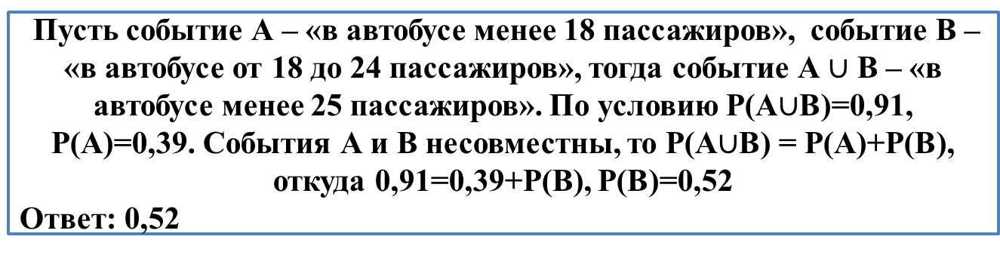 Пусть событие А – «в автобусе менее 18 пассажиров», событие В –
«в автобусе от 18 до 24 пассажиров», тогда событие А ∪ В – «в
автобусе менее 25 пассажиров». По условию Р(А∪В)=0,91,
Р(А)=0,39. События А и В несовместны, то Р(А∪В) = Р(А)+Р(В),
откуда 0,91=0,39+Р(В), Р(В)=0,52
Ответ: 0,52